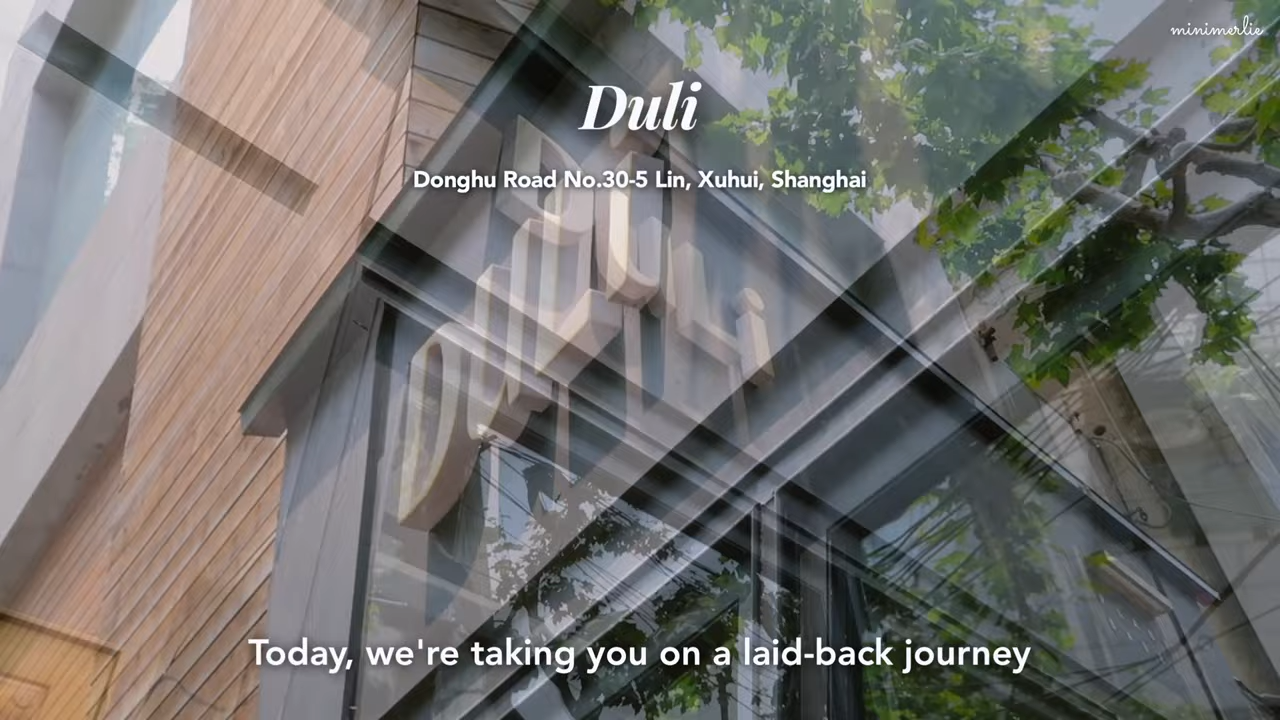 minimerlie
Duli
Donghu Road No.30-5 Lin, Xuhui, Shanghai
DuLi
DuLi
Today, we're taking you on a laid-back journey